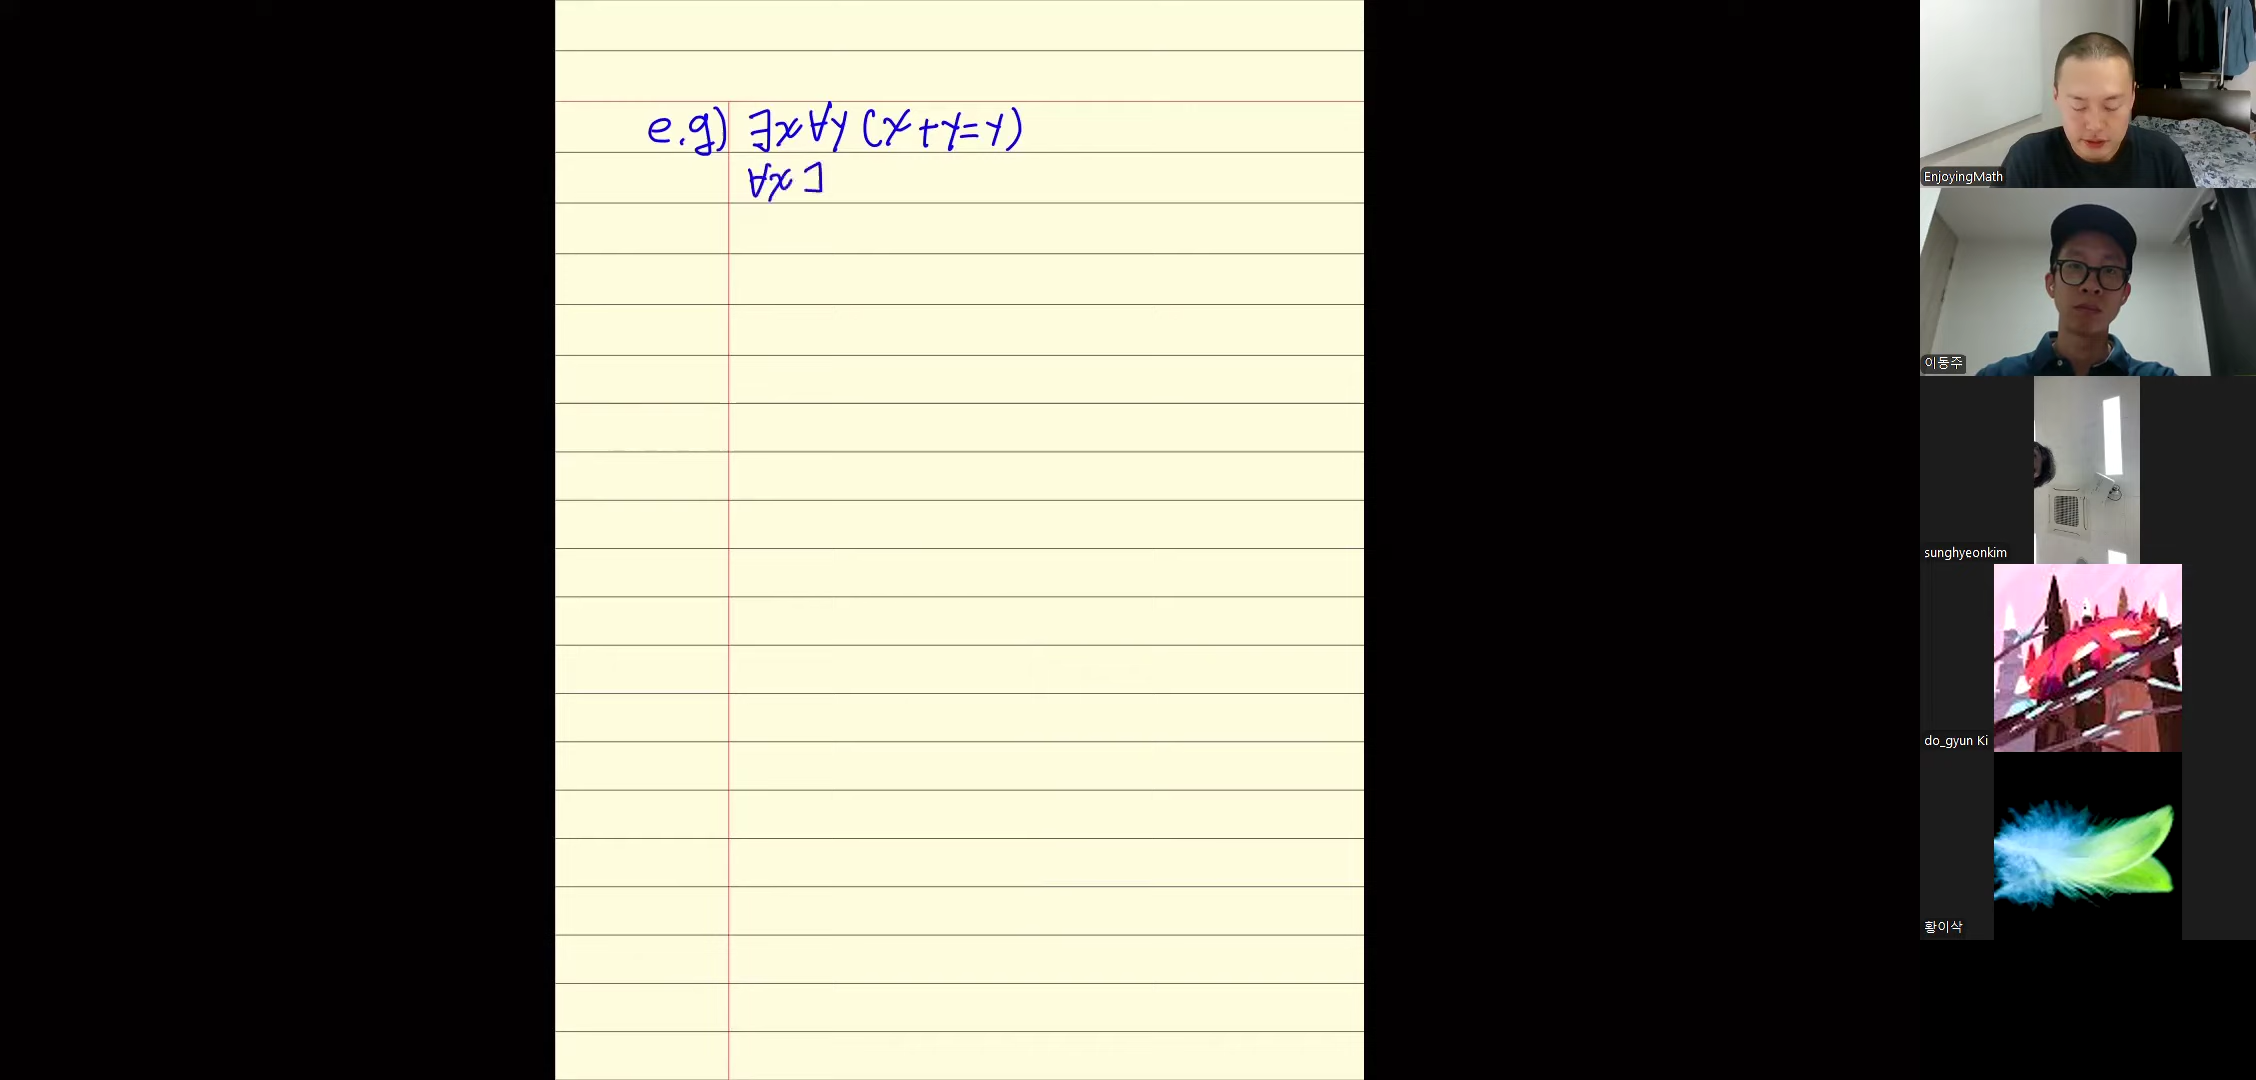 e.g) ∃x∀y (x+y=y)
∀x∃
EnjoyingMath
이동주
sunghyeonkim
do_gyun Ki
황이삭